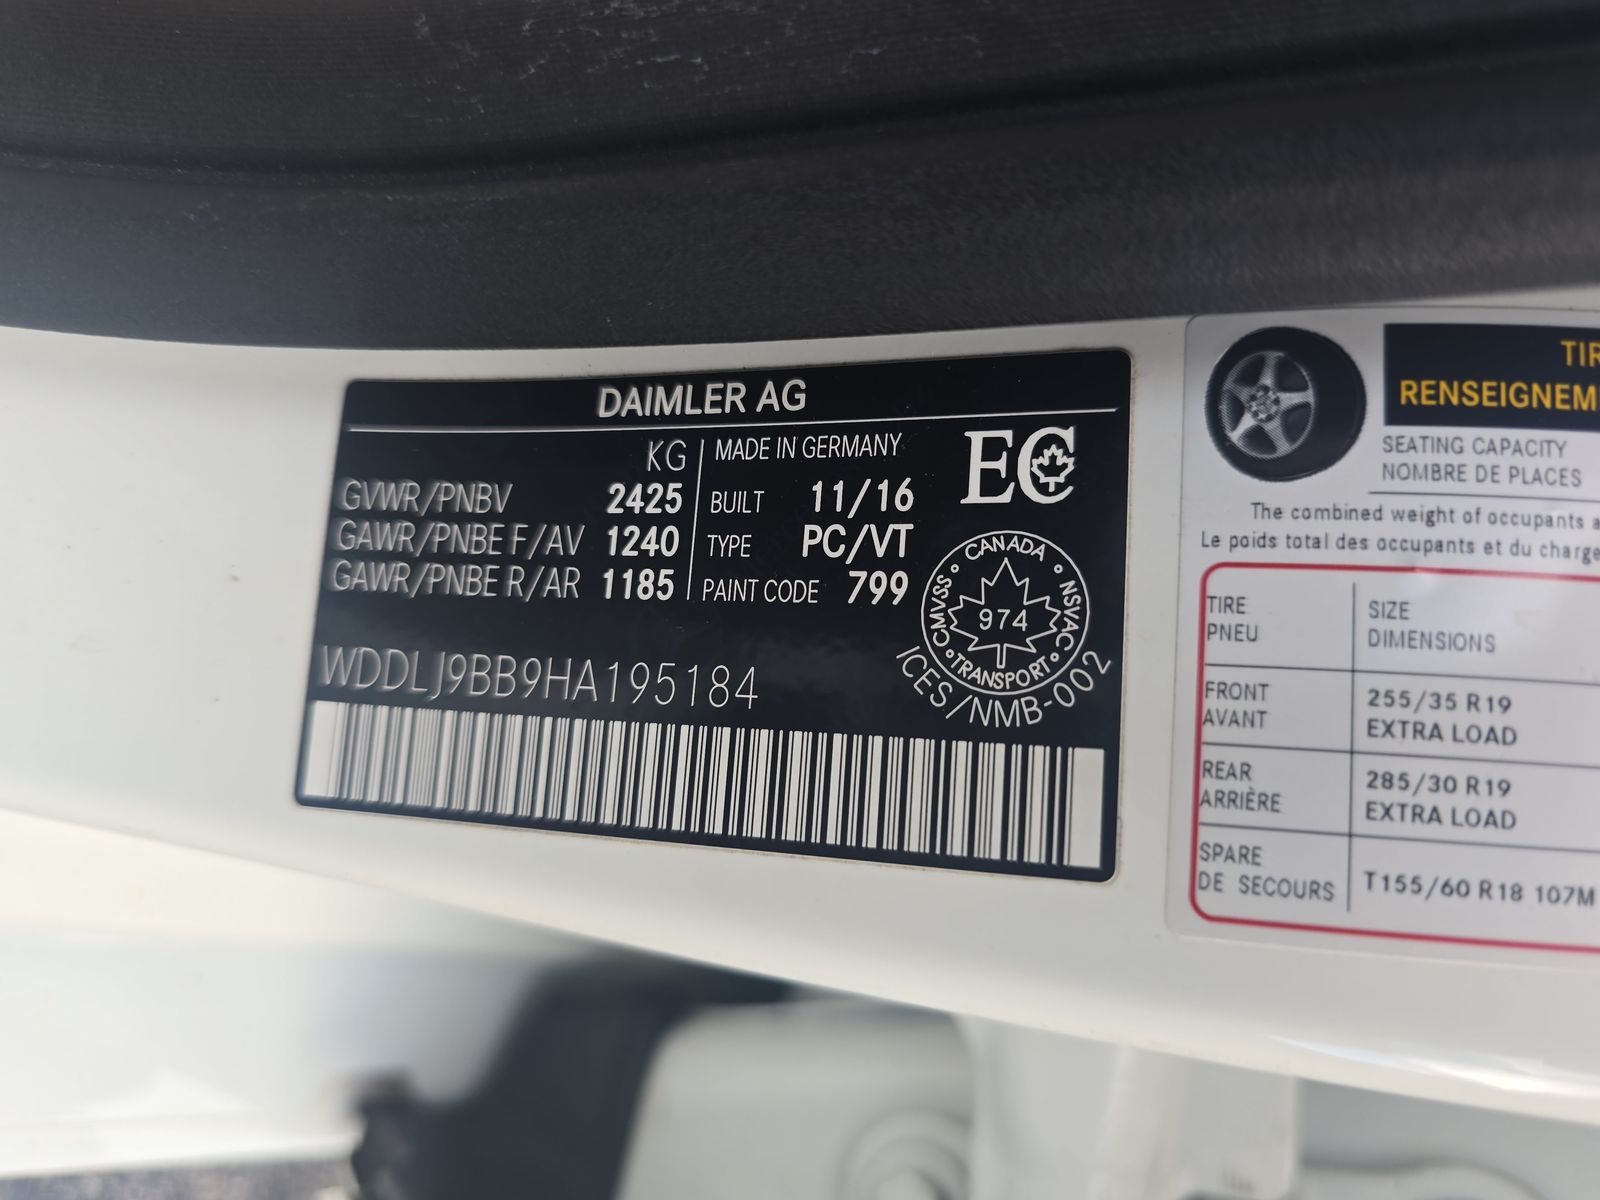 DAIMLER AG
KG
GVWR/PNBV 2425
GAWR/PNBE F/AV 1240
GAWR/PNBE R/AR 1185
MADE IN GERMANY
BUILT 11/16
TYPE PC/VT
PAINT CODE 799
EC
CANADA
CMVSS NSVAC
974
TRANSPORT
ICES/NMB-002
WDDLJ9BB9HA195184
RENSEIGNEM
SEATING CAPACITY
NOMBRE DE PLACES
The combined weight of occupants a
Le poids total des occupants et du charge
TIRE
PNEU
SIZE
DIMENSIONS
FRONT
AVANT
255/35 R19
EXTRA LOAD
REAR
ARRIÈRE
285/30 R19
EXTRA LOAD
SPARE
DE SECOURS
T155/60 R18 107M